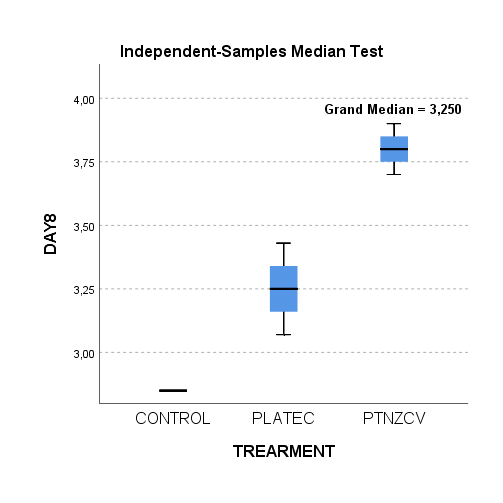 Independent-Samples Median Test
Grand Median = 3,250
4,00
3,75
3,50
3,25
3,00
DAY8
CONTROL PLATEC PTNZCV
TREARMENT